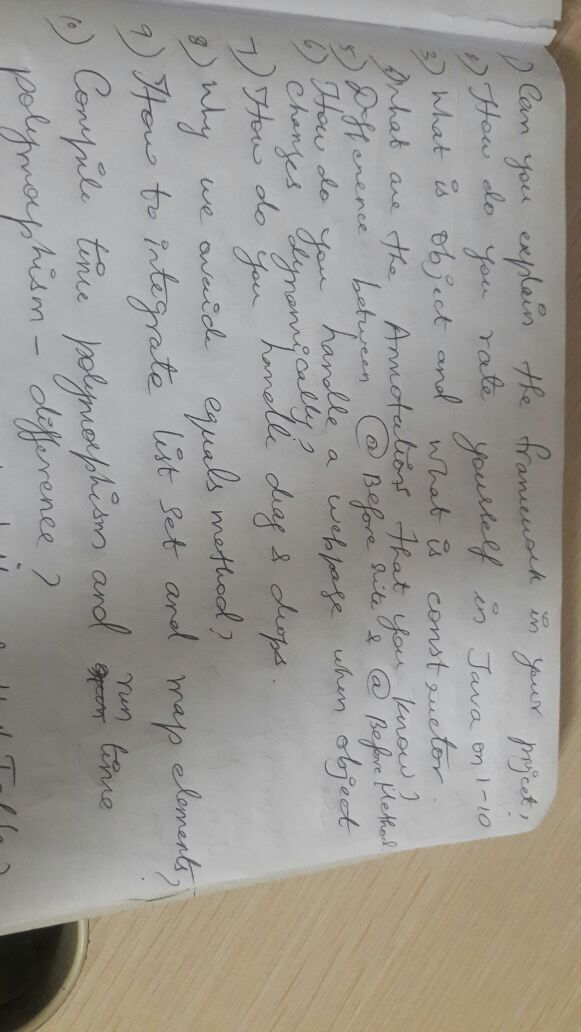 1) Can you explain the framework in your project?
2) How do you rate yourself in Java on 1-10
3) What is object and what is constructor.
What are the Annotations that you know?
5) Difference between @Before suite & @Before Method
6) How do you handle a webpage when object
changes dynamically?
7) How do you handle drag & drops.
8) Why we override equals method?
9) How to integrate list set and map elements?
10) Compile time polymorphism and run time
polymorphism - difference?